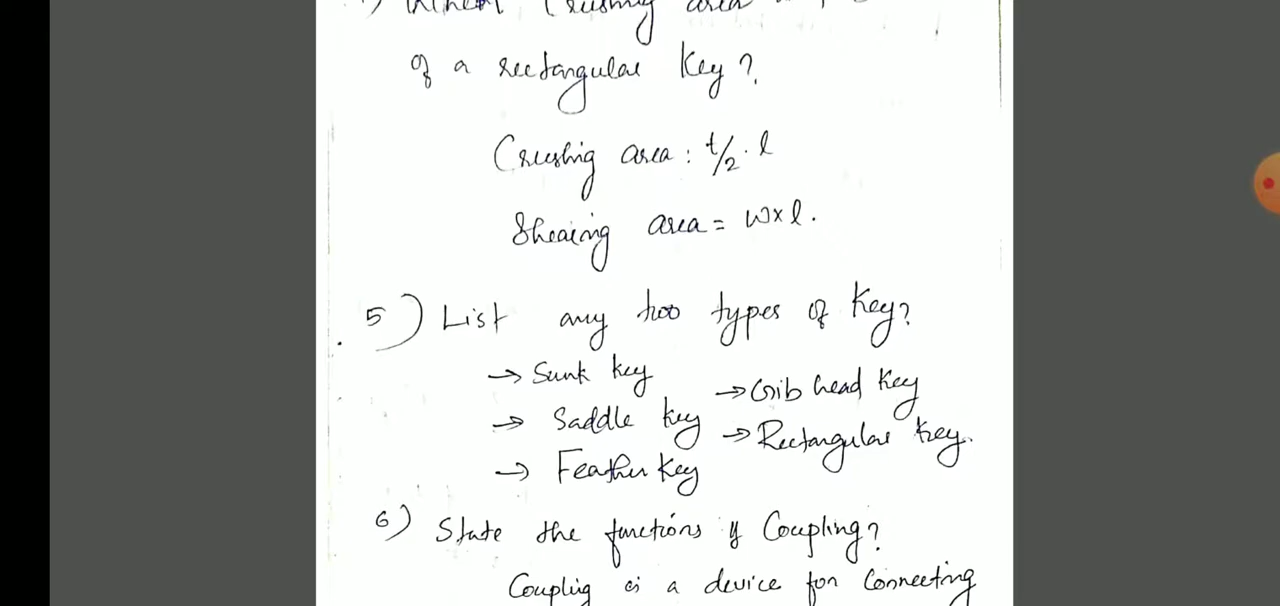 of a rectangular Key?
Crushing area : t/2 . l
Shearing area = w x l .
5) List any two types of Key?
→ Sunk key
→ Gib head Key
→ Saddle key
→ Rectangular key.
→ Feather Key
6) State the functions of Coupling?
Coupling is a device for Connecting